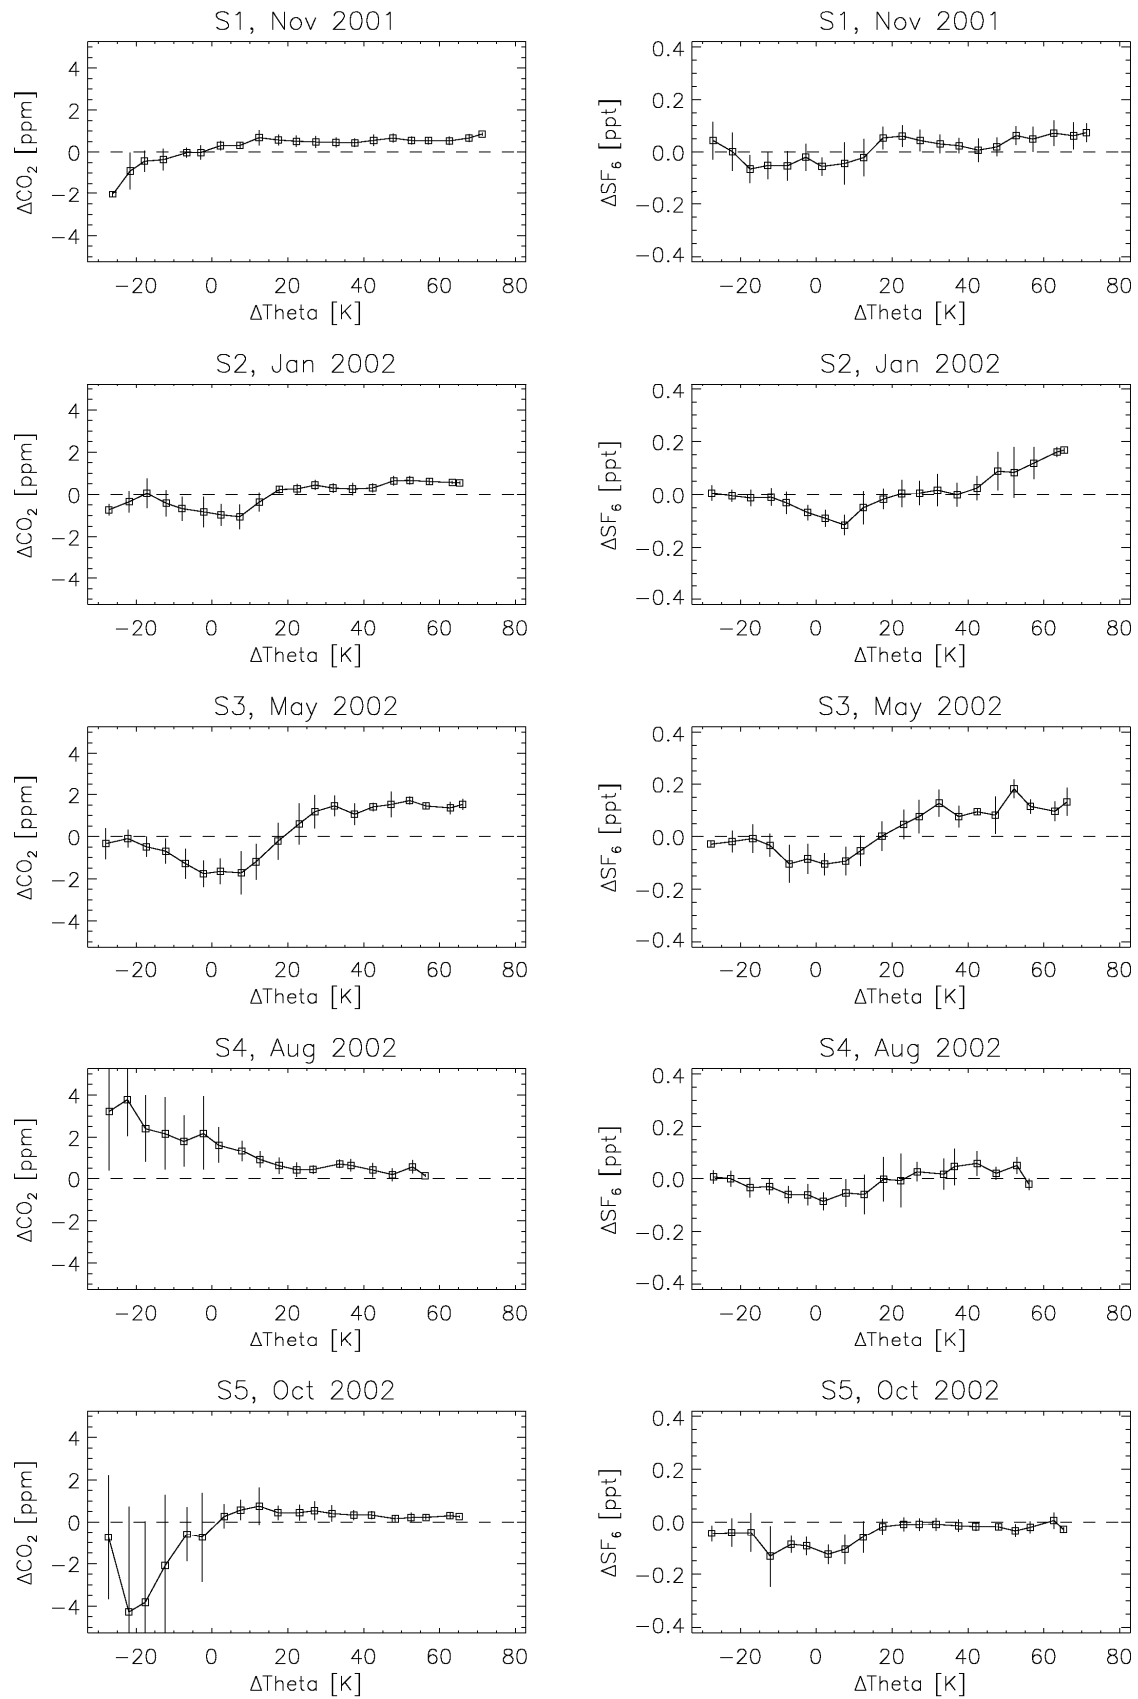 S1, Nov 2001
S1, Nov 2001
4
2
0
−2
−4
ΔCO2 [ppm]
−20 0 20 40 60 80
ΔTheta [K]
0.4
0.2
0.0
−0.2
−0.4
ΔSF6 [ppt]
−20 0 20 40 60 80
ΔTheta [K]
S2, Jan 2002
S2, Jan 2002
4
2
0
−2
−4
ΔCO2 [ppm]
−20 0 20 40 60 80
ΔTheta [K]
0.4
0.2
0.0
−0.2
−0.4
ΔSF6 [ppt]
−20 0 20 40 60 80
ΔTheta [K]
S3, May 2002
S3, May 2002
4
2
0
−2
−4
ΔCO2 [ppm]
−20 0 20 40 60 80
ΔTheta [K]
0.4
0.2
0.0
−0.2
−0.4
ΔSF6 [ppt]
−20 0 20 40 60 80
ΔTheta [K]
S4, Aug 2002
S4, Aug 2002
4
2
0
−2
−4
ΔCO2 [ppm]
−20 0 20 40 60 80
ΔTheta [K]
0.4
0.2
0.0
−0.2
−0.4
ΔSF6 [ppt]
−20 0 20 40 60 80
ΔTheta [K]
S5, Oct 2002
S5, Oct 2002
4
2
0
−2
−4
ΔCO2 [ppm]
−20 0 20 40 60 80
ΔTheta [K]
0.4
0.2
0.0
−0.2
−0.4
ΔSF6 [ppt]
−20 0 20 40 60 80
ΔTheta [K]